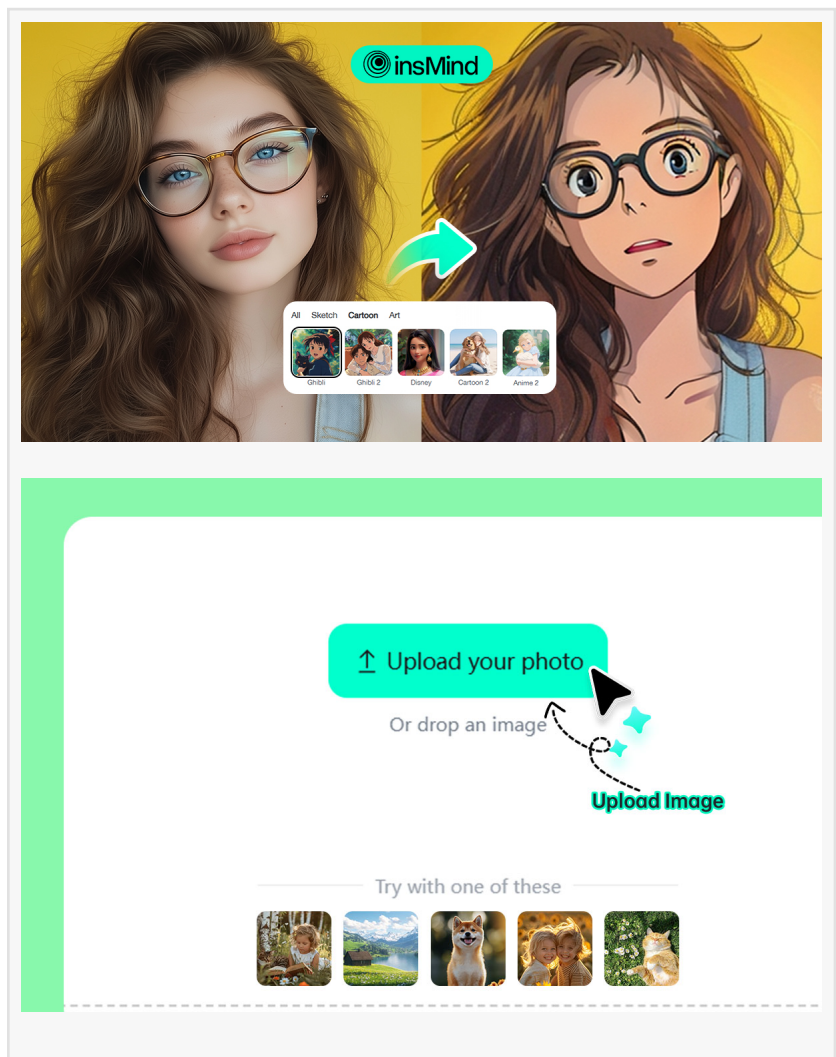 insMind
All Sketch Cartoon Art
Ghibli Ghibli 2 Disney Cartoon 2 Anime 2
Upload your photo
Or drop an image
Upload Image
Try with one of these